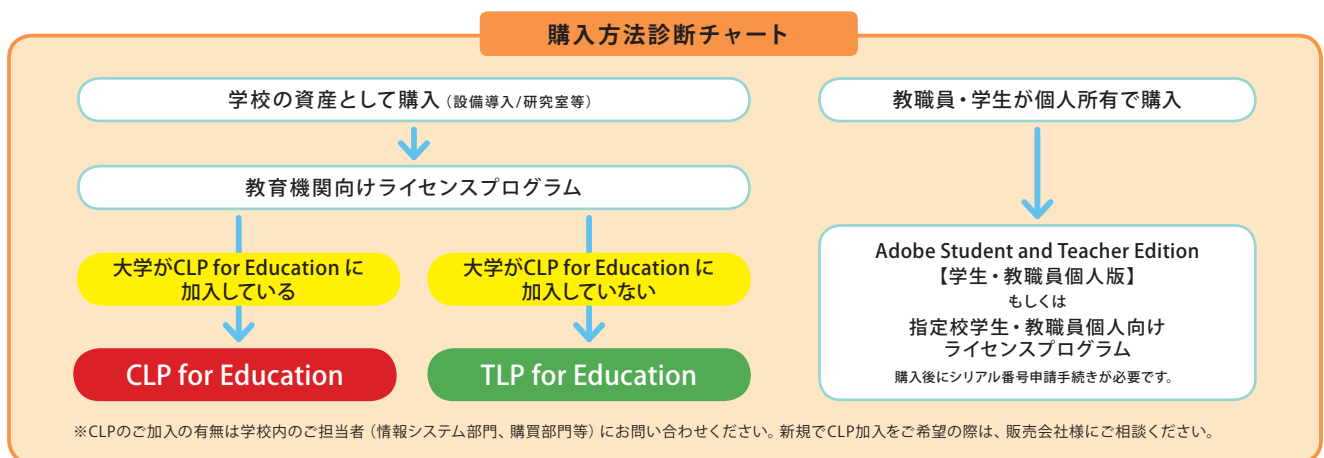 購入方法診断チャート
学校の資産として購入（設備導入/研究室等）
教育機関向けライセンスプログラム
大学がCLP for Education に
加入している
CLP for Education
大学がCLP for Education に
加入していない
TLP for Education
教職員・学生が個人所有で購入
Adobe Student and Teacher Edition
【学生・教職員個人版】
もしくは
指定校学生・教職員個人向け
ライセンスプログラム
購入後にシリアル番号申請手続きが必要です。
※CLPのご加入の有無は学校内のご担当者（情報システム部門、購買部門等）にお問い合わせください。新規でCLP加入をご希望の際は、販売会社様にご相談ください。